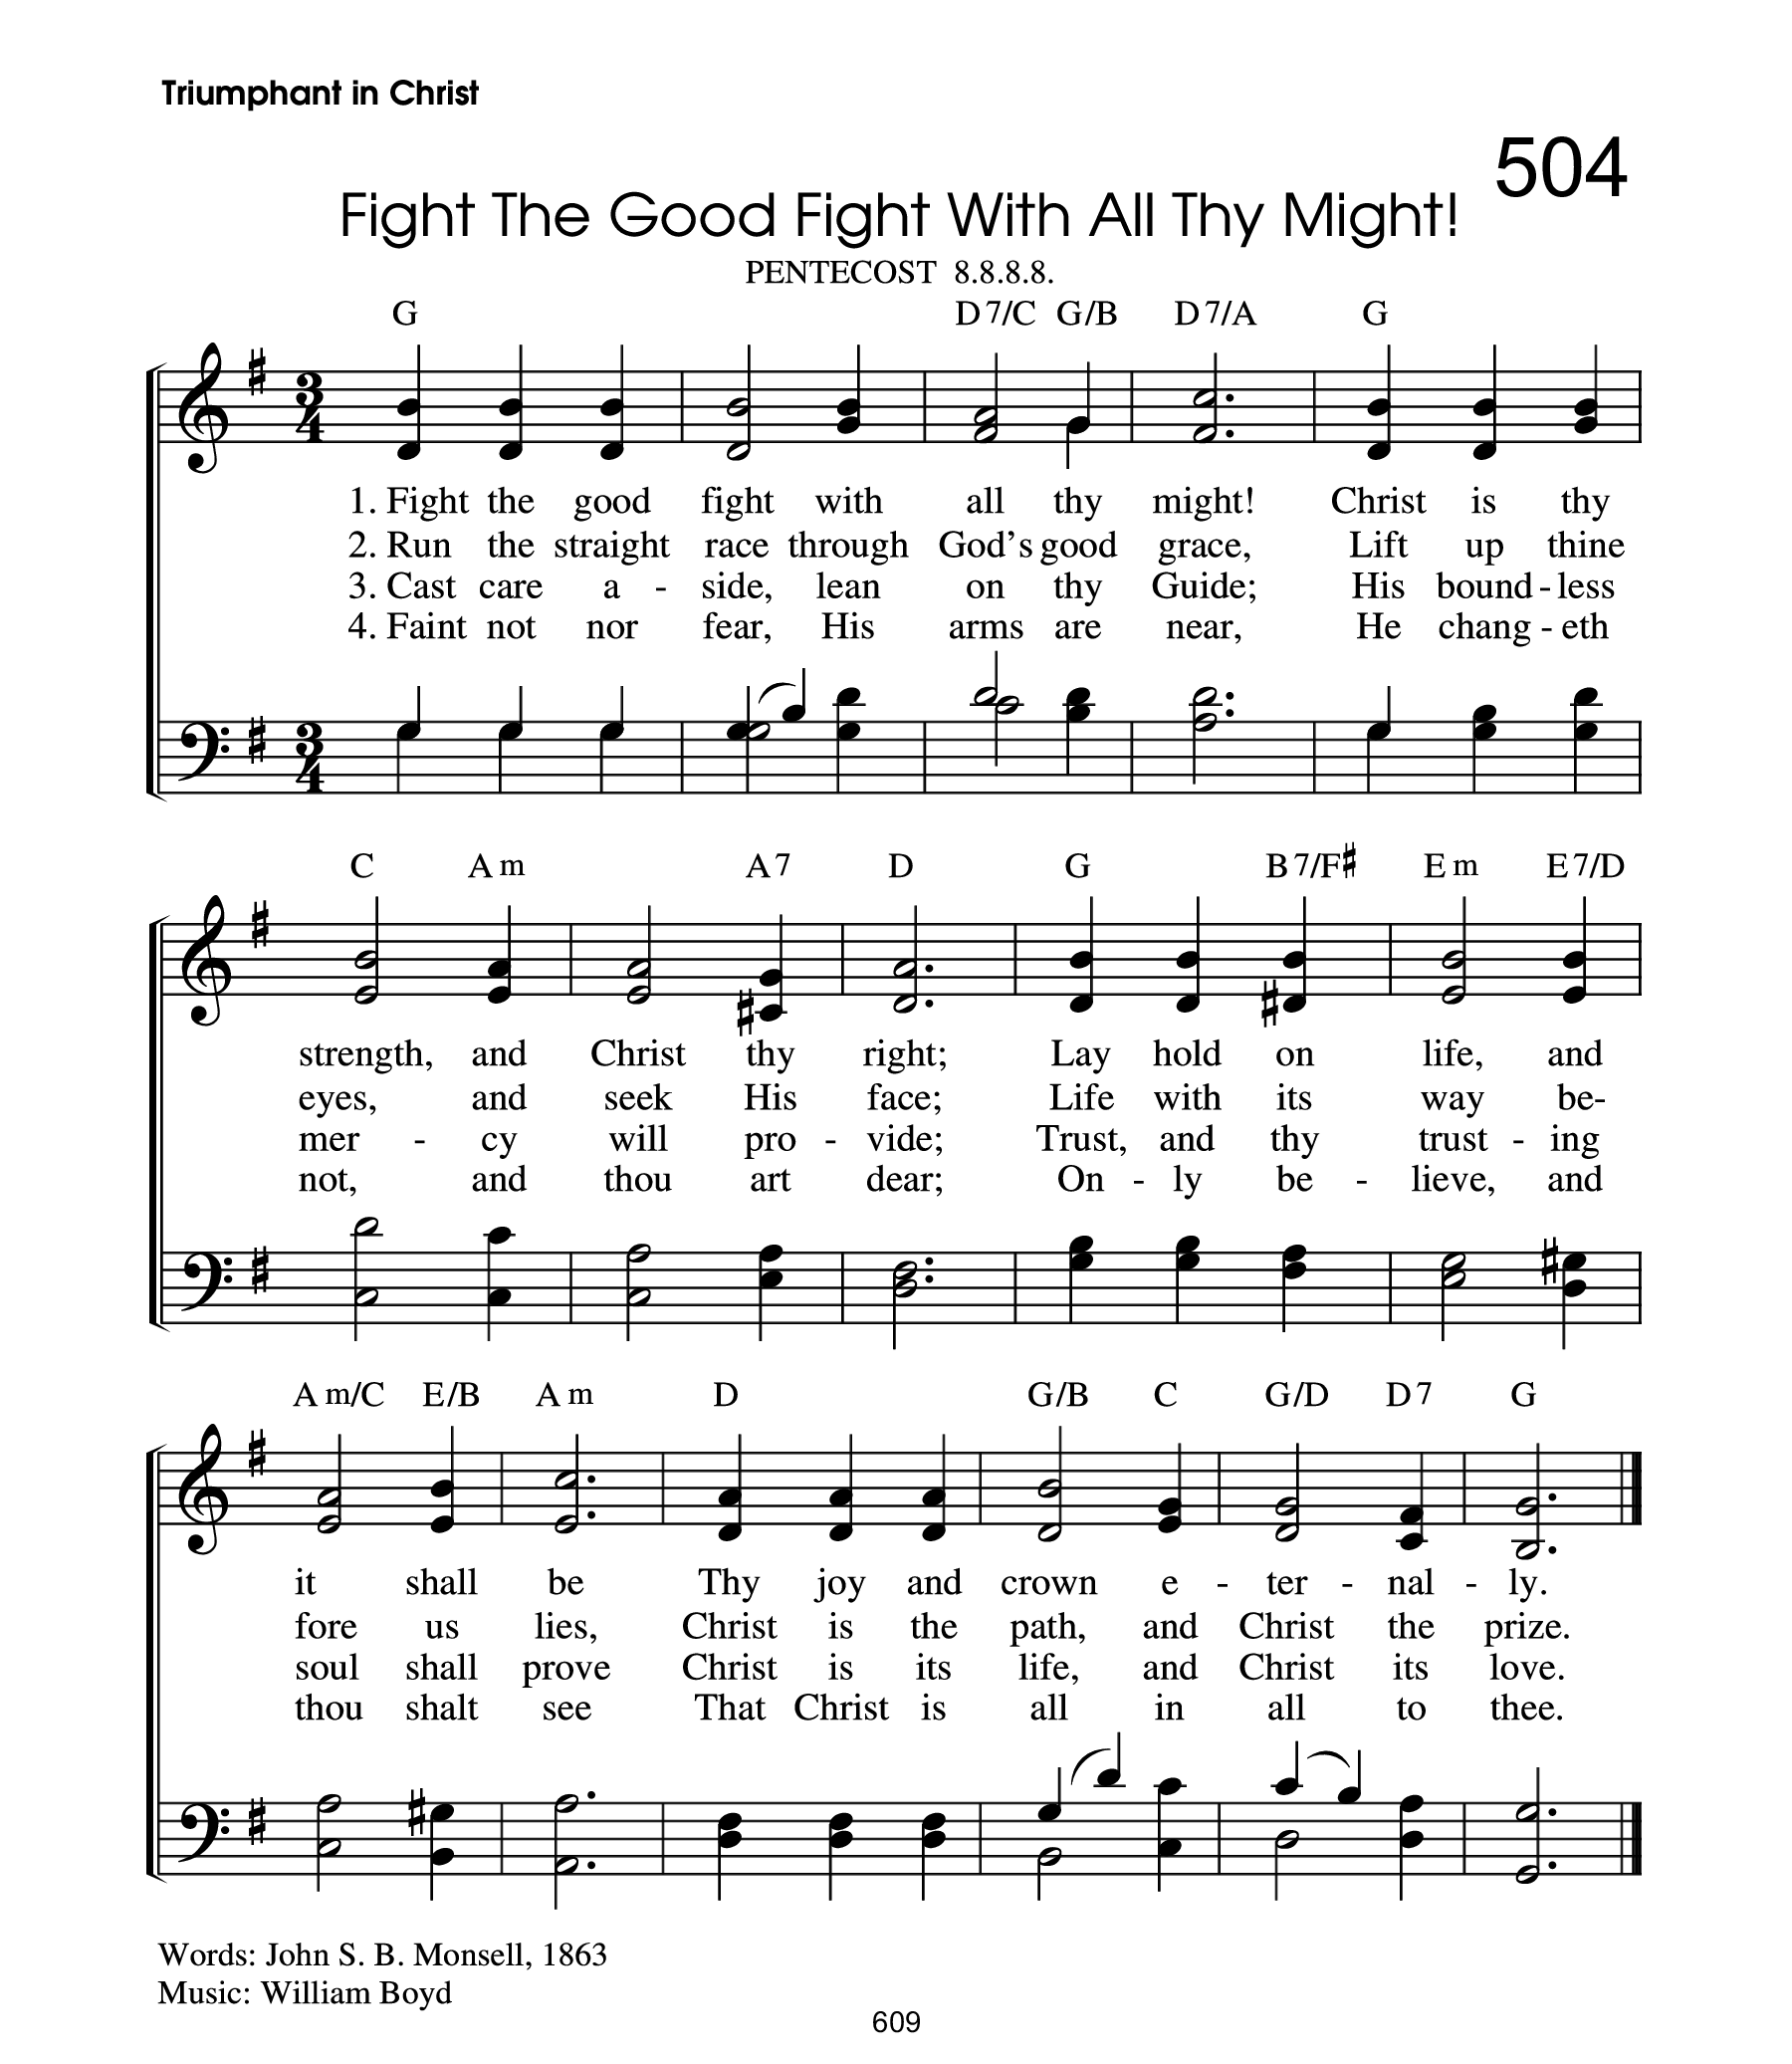 Triumphant in Christ
504
Fight The Good Fight With All Thy Might!
PENTECOST 8.8.8.8.
G D7/C G/B D7/A G
3 4
1. Fight the good fight with all thy might! Christ is thy
2. Run the straight race through God's good grace, Lift up thine
3. Cast care a - side, lean on thy Guide; His bound - less
4. Faint not nor fear, His arms are near, He chang - eth
3 4
C Am A7 D G B7/F♯ Em E7/D
strength, and Christ thy right; Lay hold on life, and
eyes, and seek His face; Life with its way be-
mer - cy will pro - vide; Trust, and thy trust - ing
not, and thou art dear; On - ly be - lieve, and
Am/C E/B Am D G/B C G/D D7 G
it shall be Thy joy and crown e - ter - nal - ly.
fore us lies, Christ is the path, and Christ the prize.
soul shall prove Christ is its life, and Christ its love.
thou shalt see That Christ is all in all to thee.
Words: John S. B. Monsell, 1863
Music: William Boyd
609